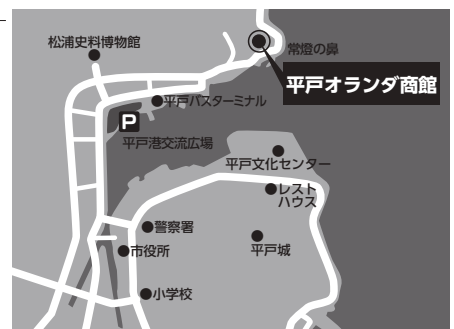 松浦史料博物館
常燈の鼻
平戸オランダ商館
平戸バスターミナル
P
平戸港交流広場
平戸文化センター
レスト
ハウス
警察署
市役所
平戸城
小学校